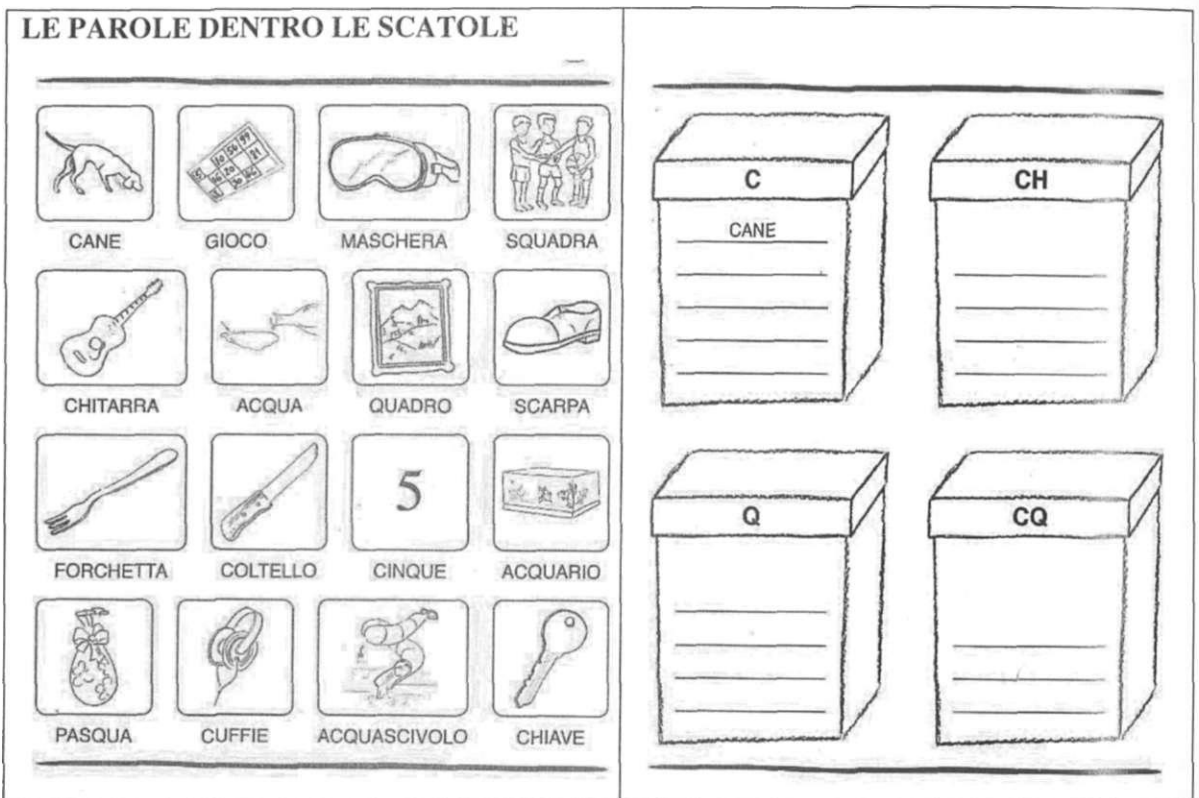 LE PAROLE DENTRO LE SCATOLE
CANE GIOCO MASCHERA SQUADRA
CHITARRA ACQUA QUADRO SCARPA
5
FORCHETTA COLTELLO CINQUE ACQUARIO
PASQUA CUFFIE ACQUASCIVOLO CHIAVE
C CH
CANE
Q CQ